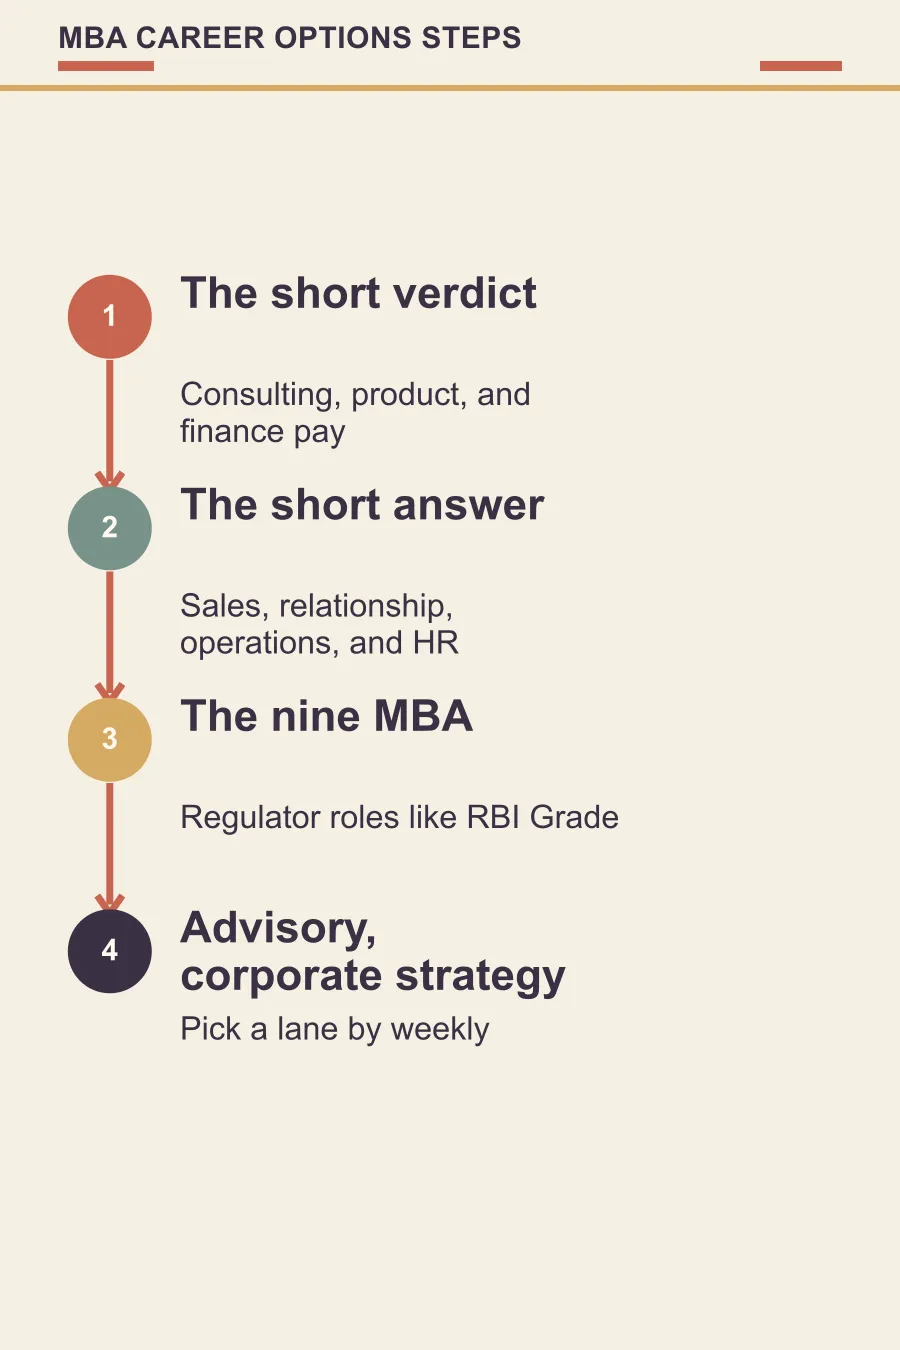 MBA CAREER OPTIONS STEPS
1
The short verdict
Consulting, product, and
finance pay
2
The short answer
Sales, relationship,
operations, and HR
3
The nine MBA
Regulator roles like RBI Grade
4
Advisory,
corporate strategy
Pick a lane by weekly